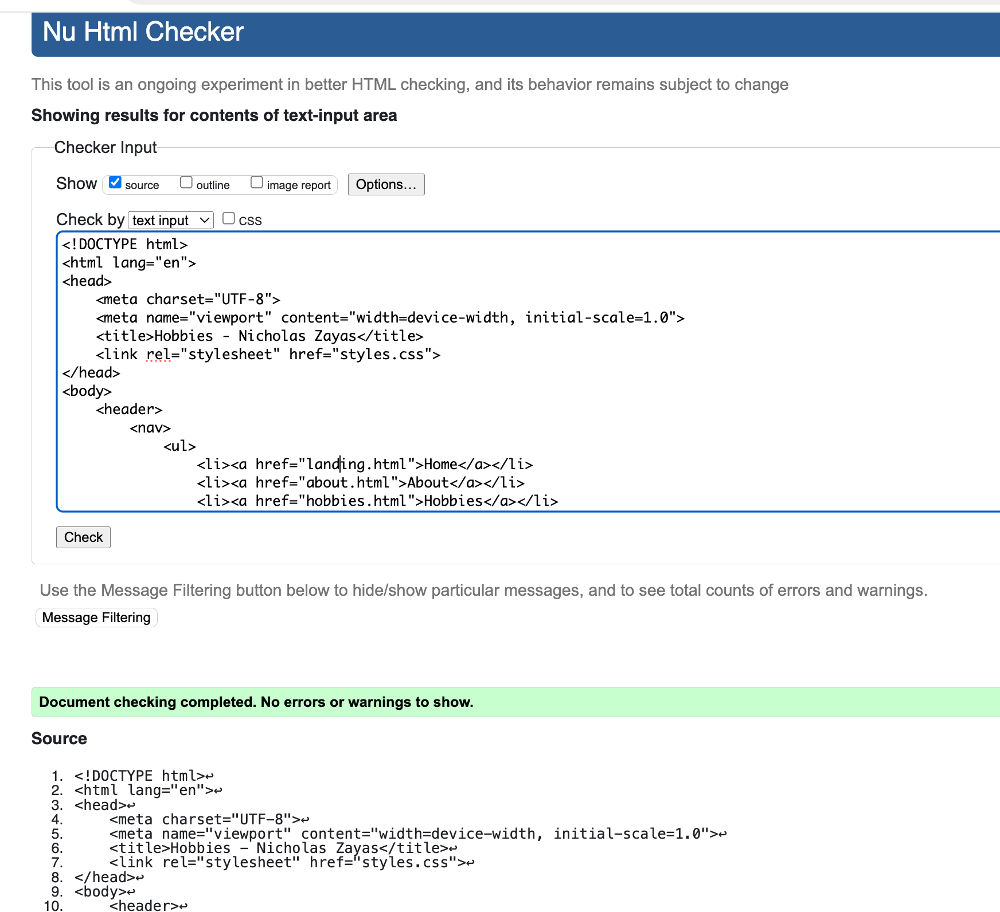 Nu Html Checker
This tool is an ongoing experiment in better HTML checking, and its behavior remains subject to change
Showing results for contents of text-input area
Checker Input
Show source outline image report Options...
Check by text input CSS
<!DOCTYPE html>
<html lang="en">
<head>
    <meta charset="UTF-8">
    <meta name="viewport" content="width=device-width, initial-scale=1.0">
    <title>Hobbies - Nicholas Zayas</title>
    <link rel="stylesheet" href="styles.css">
</head>
<body>
    <header>
        <nav>
            <ul>
                <li><a href="landing.html">Home</a></li>
                <li><a href="about.html">About</a></li>
                <li><a href="hobbies.html">Hobbies</a></li>
Check
Use the Message Filtering button below to hide/show particular messages, and to see total counts of errors and warnings.
Message Filtering
Document checking completed. No errors or warnings to show.
Source
1. <!DOCTYPE html>↩
2. <html lang="en">↩
3. <head>↩
4.     <meta charset="UTF-8">↩
5.     <meta name="viewport" content="width=device-width, initial-scale=1.0">↩
6.     <title>Hobbies - Nicholas Zayas</title>↩
7.     <link rel="stylesheet" href="styles.css">↩
8. </head>↩
9. <body>↩
10.     <header>↩